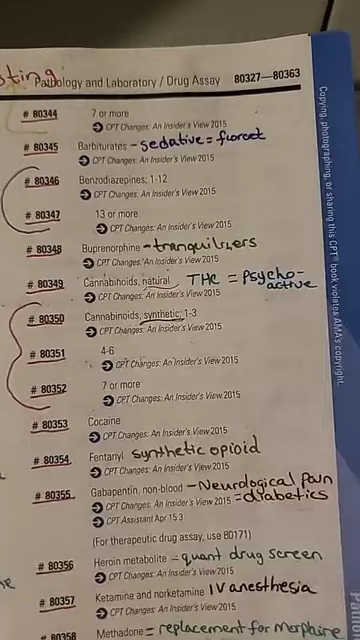 sting
Pathology and Laboratory / Drug Assay 80327—80363
# 80344 7 or more
CPT Changes: An Insider's View 2015
# 80345 Barbiturates - sedative = fiorcet
CPT Changes: An Insider's View 2015
# 80346 Benzodiazepines; 1-12
CPT Changes: An Insider's View 2015
# 80347 13 or more
CPT Changes: An Insider's View 2015
# 80348 Buprenorphine - tranquilizers
CPT Changes: An Insider's View 2015
# 80349 Cannabinoids, natural THC = Psycho-
active
CPT Changes: An Insider's View 2015
# 80350 Cannabinoids, synthetic; 1-3
CPT Changes: An Insider's View 2015
# 80351 4-6
CPT Changes: An Insider's View 2015
# 80352 7 or more
CPT Changes: An Insider's View 2015
# 80353 Cocaine
CPT Changes: An Insider's View 2015
# 80354 Fentanyl synthetic opioid
CPT Changes: An Insider's View 2015
# 80355 Gabapentin, non-blood - Neurological Pain
CPT Changes: An Insider's View 2015 = diabetics
CPT Assistant Apr 15:3
(For therapeutic drug assay, use 80171)
# 80356 Heroin metabolite = quant drug screen
CPT Changes: An Insider's View 2015
# 80357 Ketamine and norketamine IV anesthesia
CPT Changes: An Insider's View 2015
# 80358 Methadone = replacement for morphine
Copying, photographing, or sharing this CPT® book violates AMA's copyright.